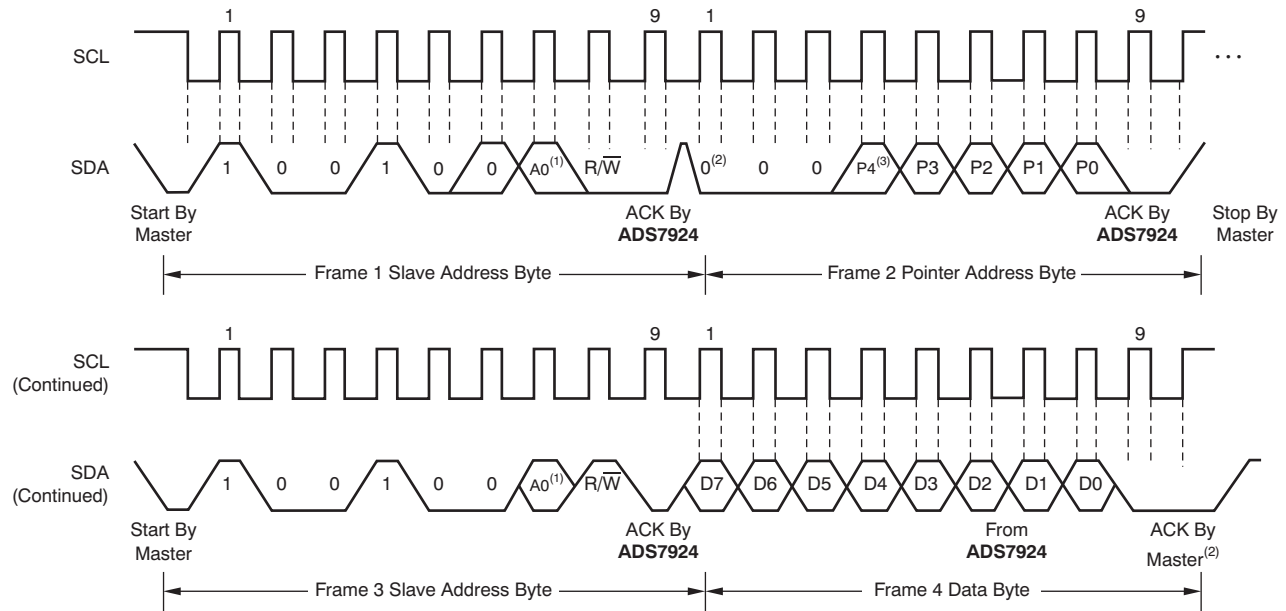 1 9 1 9
SCL ...
SDA 1 0 0 1 0 0 A0(1) R/W̅ 0(2) 0 0 P4(3) P3 P2 P1 P0
Start By
Master
ACK By
ADS7924
ACK By
ADS7924
Stop By
Master
Frame 1 Slave Address Byte
Frame 2 Pointer Address Byte
1 9 1 9
SCL
(Continued)
SDA
(Continued)
1 0 0 1 0 0 A0(1) R/W̅ D7 D6 D5 D4 D3 D2 D1 D0
Start By
Master
ACK By
ADS7924
From
ADS7924
ACK By
Master(2)
Frame 3 Slave Address Byte
Frame 4 Data Byte